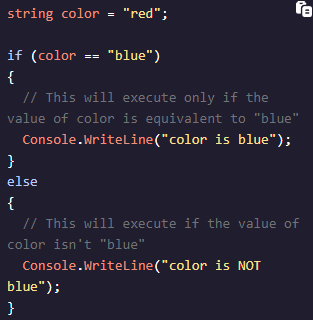 string color = "red";

if (color == "blue")
{
  // This will execute only if the
value of color is equivalent to "blue"
  Console.WriteLine("color is blue");
}
else
{
  // This will execute if the value of
color isn't "blue"
  Console.WriteLine("color is NOT
blue");
}